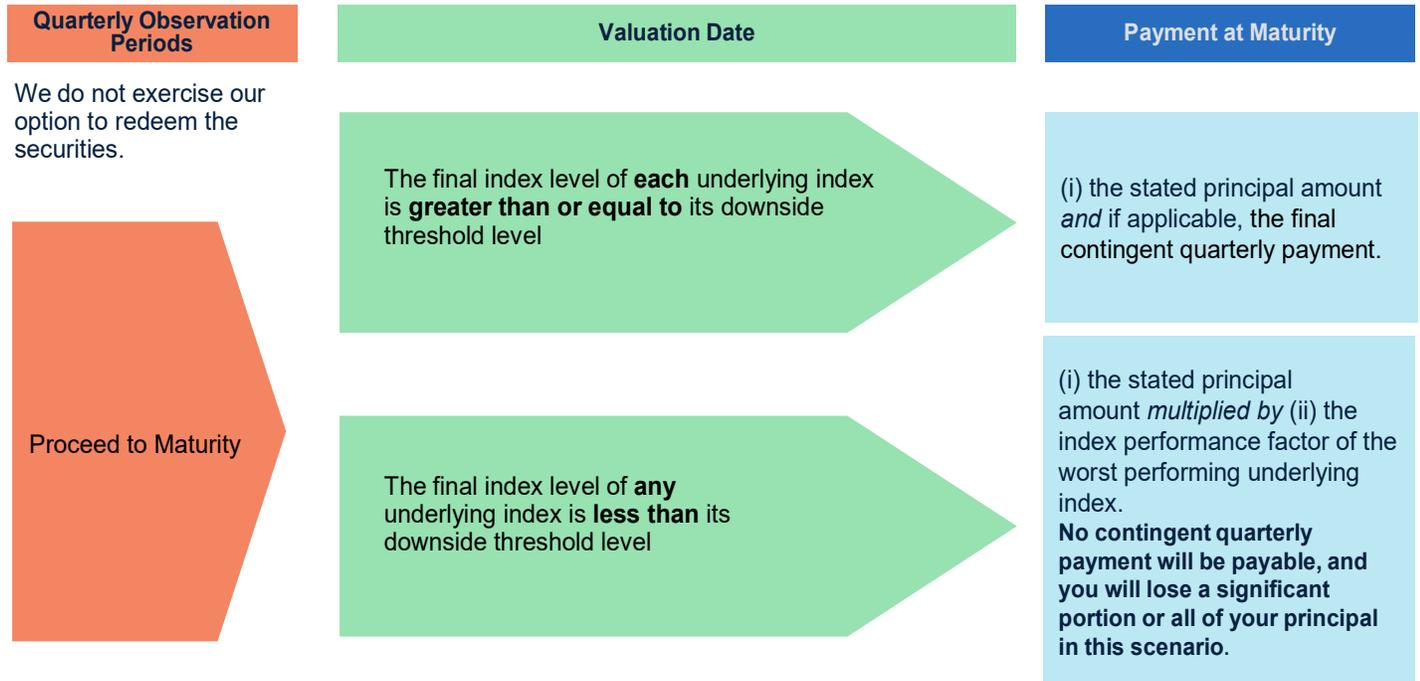 Quarterly Observation
Periods
Valuation Date
Payment at Maturity
We do not exercise our
option to redeem the
securities.
Proceed to Maturity
The final index level of each underlying index
is greater than or equal to its downside
threshold level
(i) the stated principal amount
and if applicable, the final
contingent quarterly payment.
The final index level of any
underlying index is less than its
downside threshold level
(i) the stated principal
amount multiplied by (ii) the
index performance factor of the
worst performing underlying
index.
No contingent quarterly
payment will be payable, and
you will lose a significant
portion or all of your principal
in this scenario.